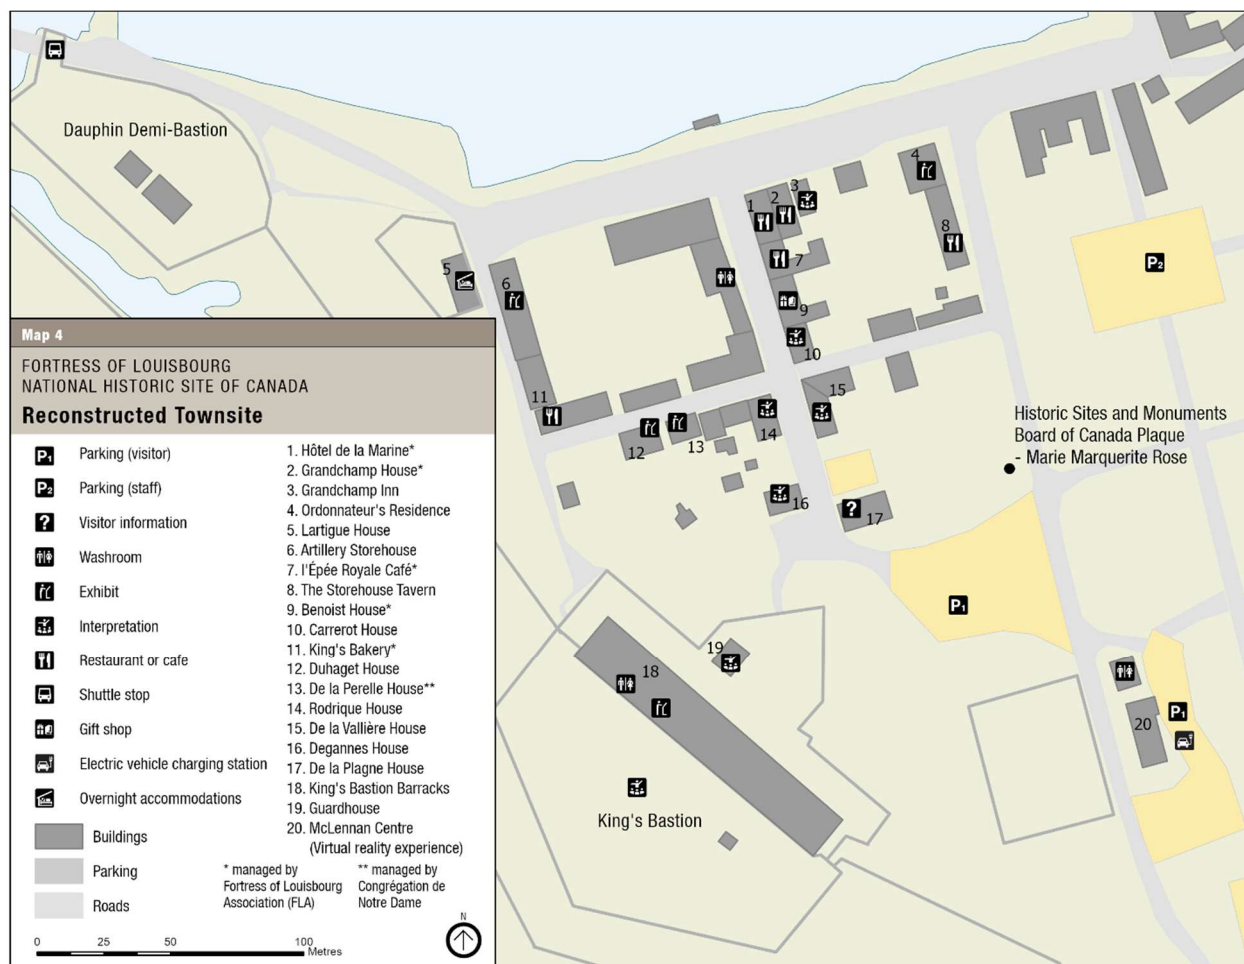 Dauphin Demi-Bastion
1
2
3
4
5
6
7
8
9
10
11
12
13
14
15
16
17
18
19
20
P2
Historic Sites and Monuments
Board of Canada Plaque
- Marie Marquerite Rose
?
P1
P1
King's Bastion
Map 4
FORTRESS OF LOUISBOURG
NATIONAL HISTORIC SITE OF CANADA
Reconstructed Townsite
P1 Parking (visitor)
P2 Parking (staff)
? Visitor information
Washroom
Exhibit
Interpretation
Restaurant or cafe
Shuttle stop
Gift shop
Electric vehicle charging station
Overnight accommodations
Buildings
Parking
Roads
1. Hôtel de la Marine*
2. Grandchamp House*
3. Grandchamp Inn
4. Ordonnateur's Residence
5. Lartigue House
6. Artillery Storehouse
7. l'Épée Royale Café*
8. The Storehouse Tavern
9. Benoist House*
10. Carrerot House
11. King's Bakery*
12. Duhaget House
13. De la Perelle House**
14. Rodrique House
15. De la Vallière House
16. Degannes House
17. De la Plagne House
18. King's Bastion Barracks
19. Guardhouse
20. McLennan Centre
(Virtual reality experience)
* managed by
Fortress of Louisbourg
Association (FLA)
** managed by
Congrégation de
Notre Dame
0 25 50 100
Metres
N